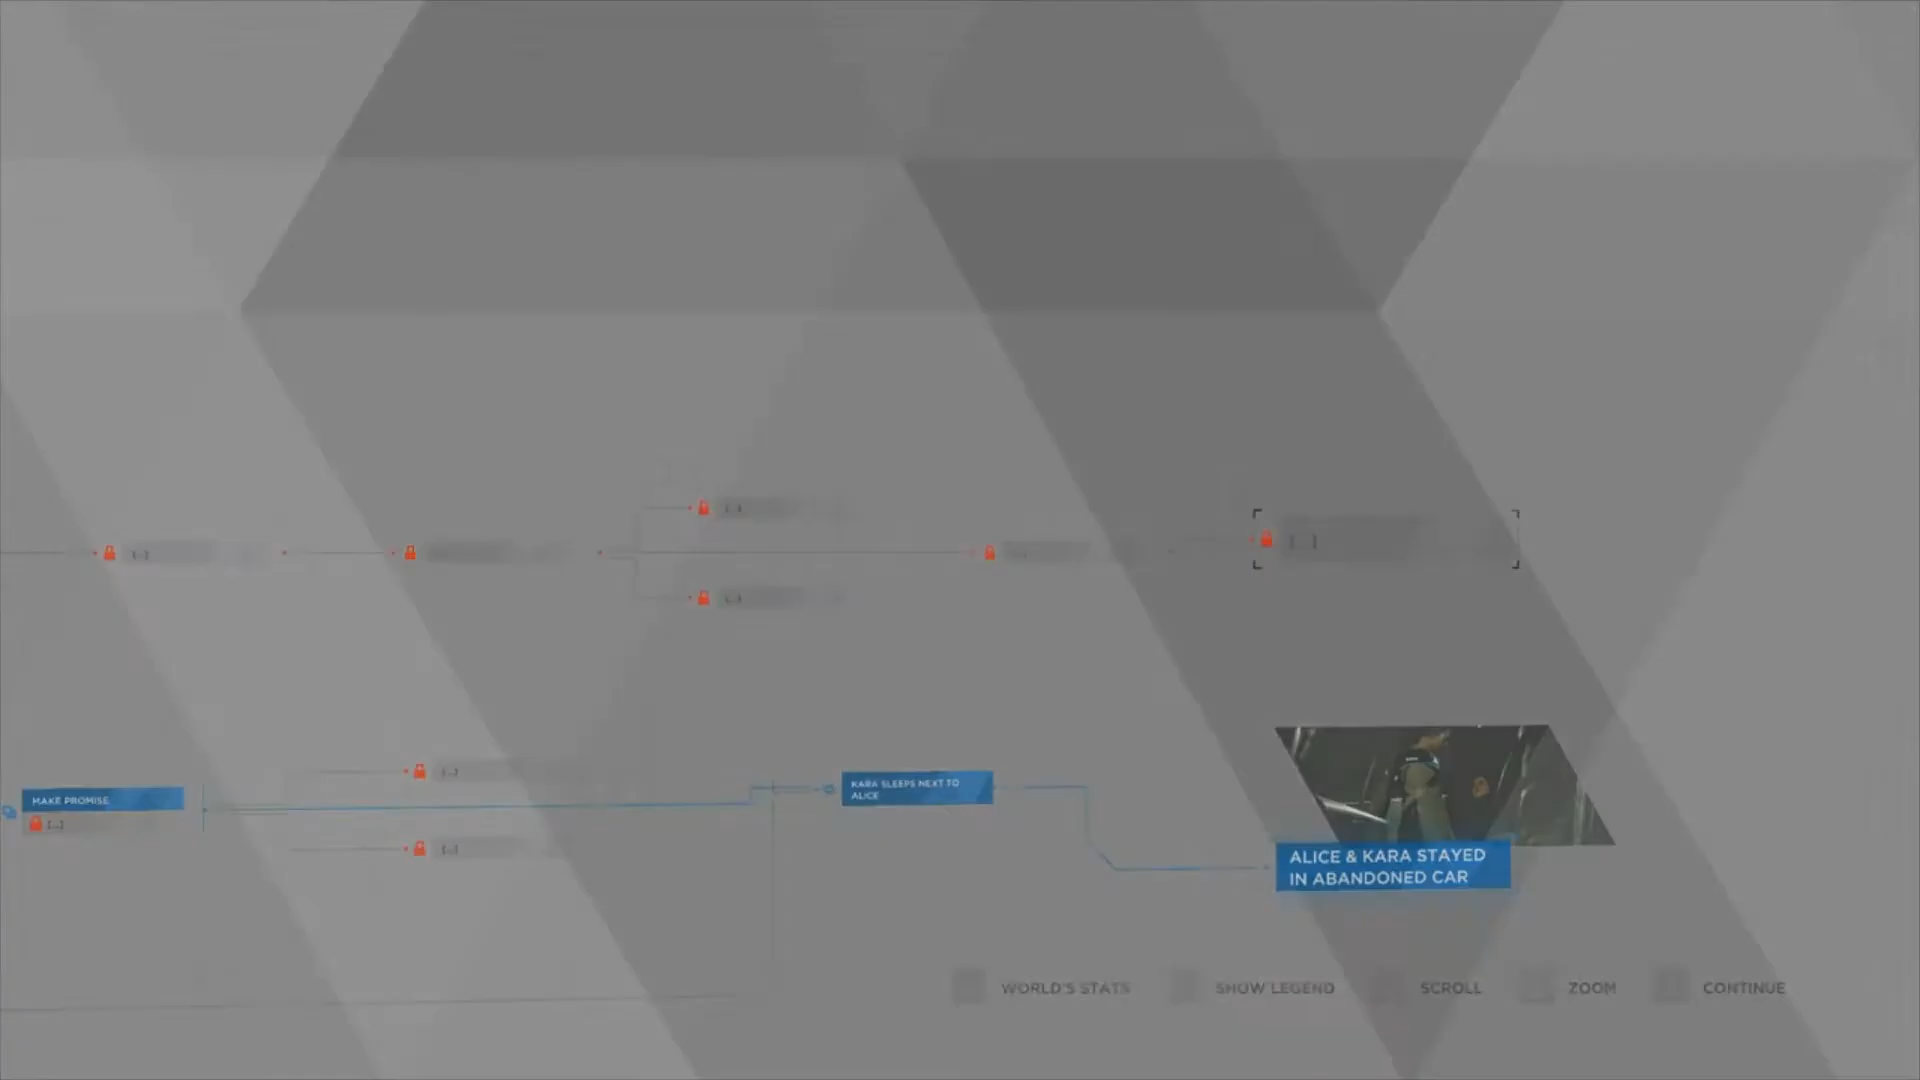 [...]
[...]
[...]
[...]
[...]
MAKE PROMISE
[...]
[...]
KARA SLEEPS NEXT TO
ALICE
ALICE & KARA STAYED
IN ABANDONED CAR
WORLD'S STATS
SHOW LEGEND
SCROLL
ZOOM
CONTINUE